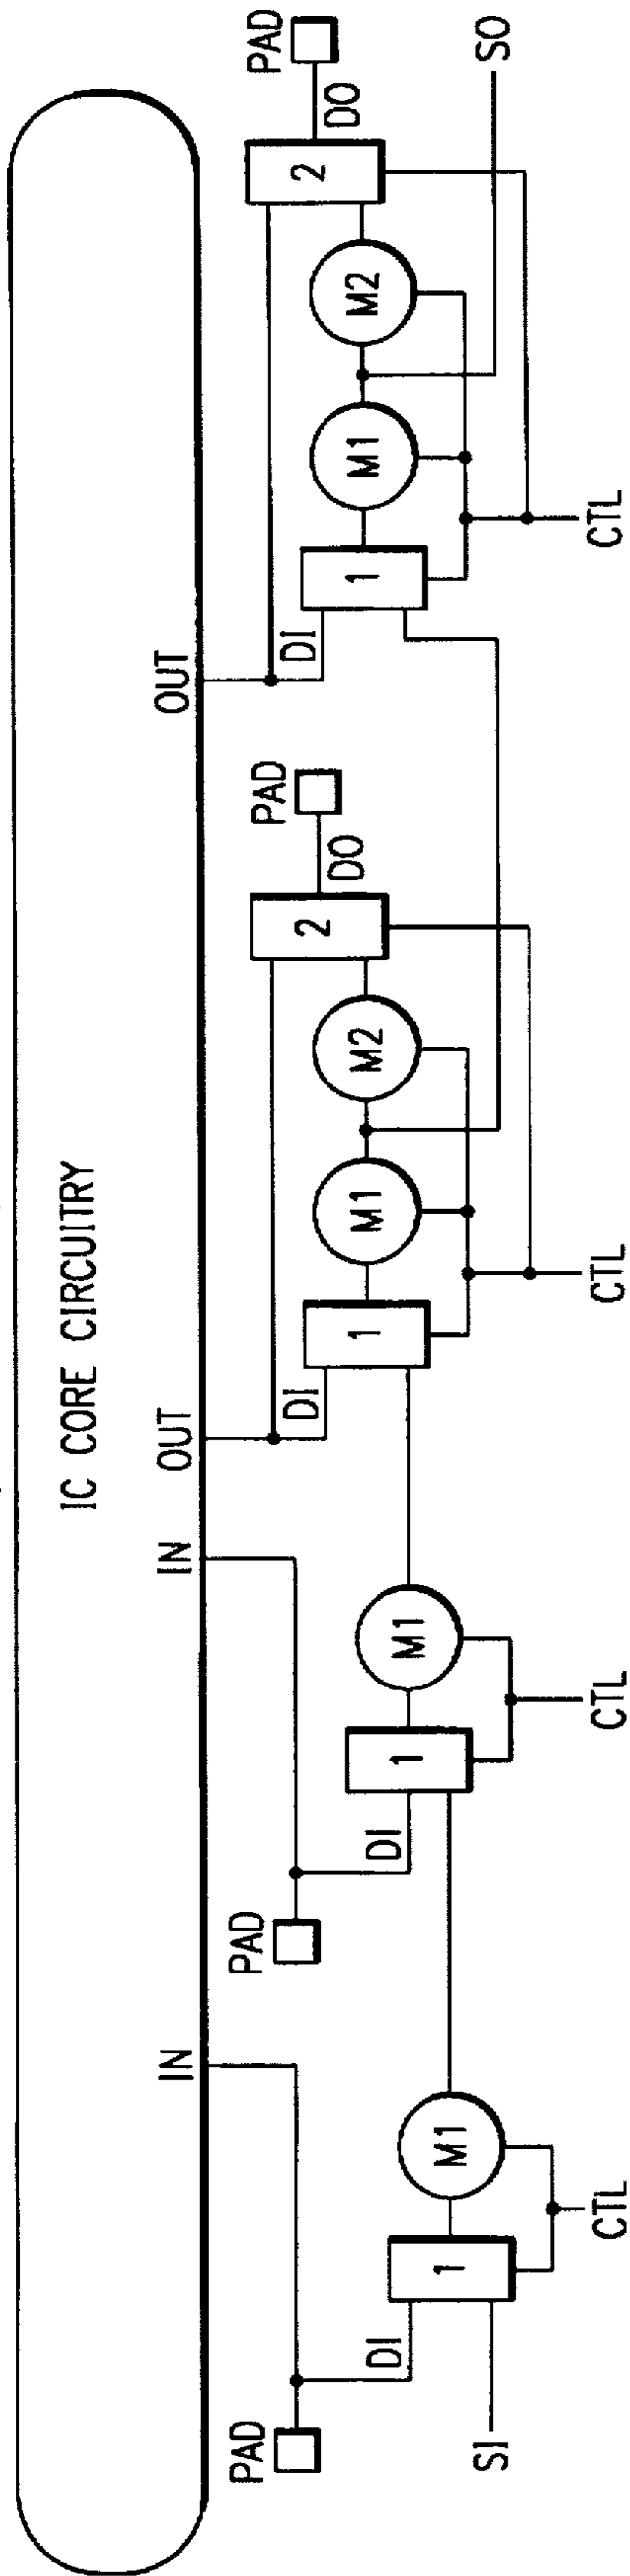 IC CORE CIRCUITRY
IN
IN
OUT
OUT
PAD
DI
SI
1
M1
CTL
PAD
DI
1
M1
CTL
DI
1
M1
M2
2
DO
PAD
CTL
DI
1
M1
M2
2
DO
PAD
CTL
SO